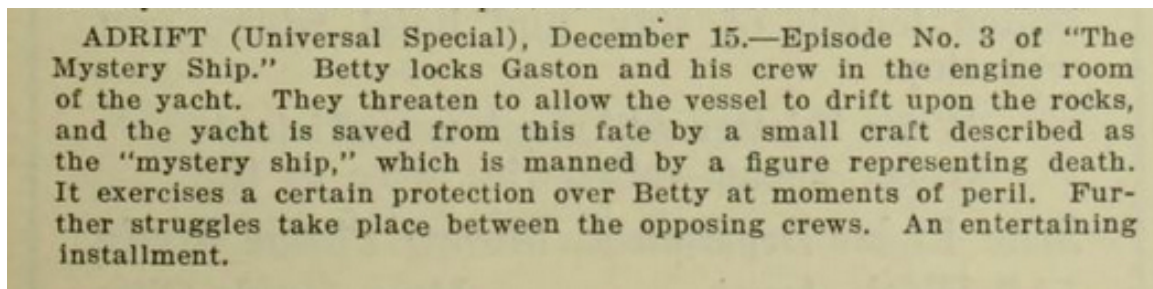 ADRIFT (Universal Special), December 15.—Episode No. 3 of "The
Mystery Ship." Betty locks Gaston and his crew in the engine room
of the yacht. They threaten to allow the vessel to drift upon the rocks,
and the yacht is saved from this fate by a small craft described as
the "mystery ship," which is manned by a figure representing death.
It exercises a certain protection over Betty at moments of peril. Fur-
ther struggles take place between the opposing crews. An entertaining
installment.